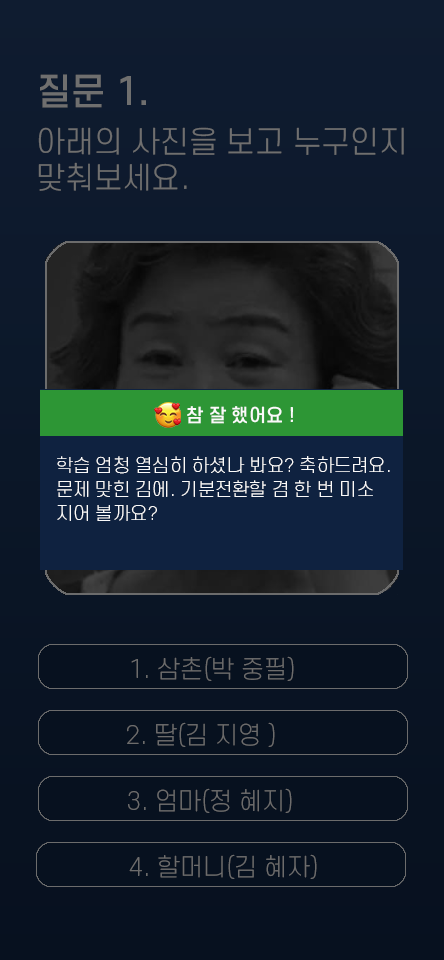 질문 1.
아래의 사진을 보고 누구인지
맞춰보세요.
🥰 참 잘 했어요 !
학습 엄청 열심히 하셨나 봐요? 축하드려요.
문제 맞힌 김에. 기분전환할 겸 한 번 미소
지어 볼까요?
1. 삼촌(박 중필)
2. 딸(김 지영 )
3. 엄마(정 혜지)
4. 할머니(김 혜자)